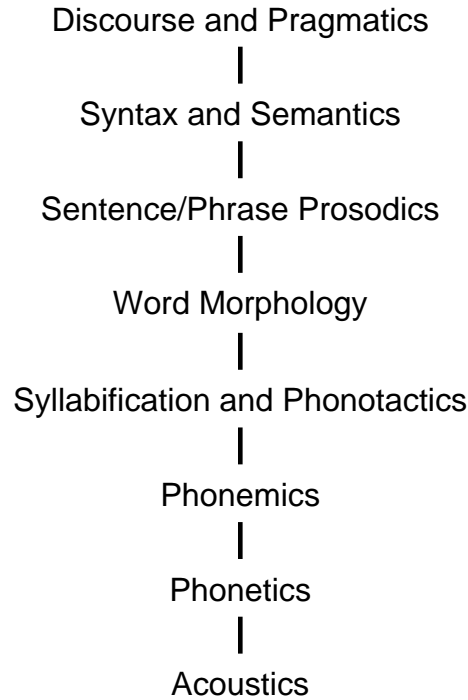 Discourse and Pragmatics
Syntax and Semantics
Sentence/Phrase Prosodics
Word Morphology
Syllabification and Phonotactics
Phonemics
Phonetics
Acoustics